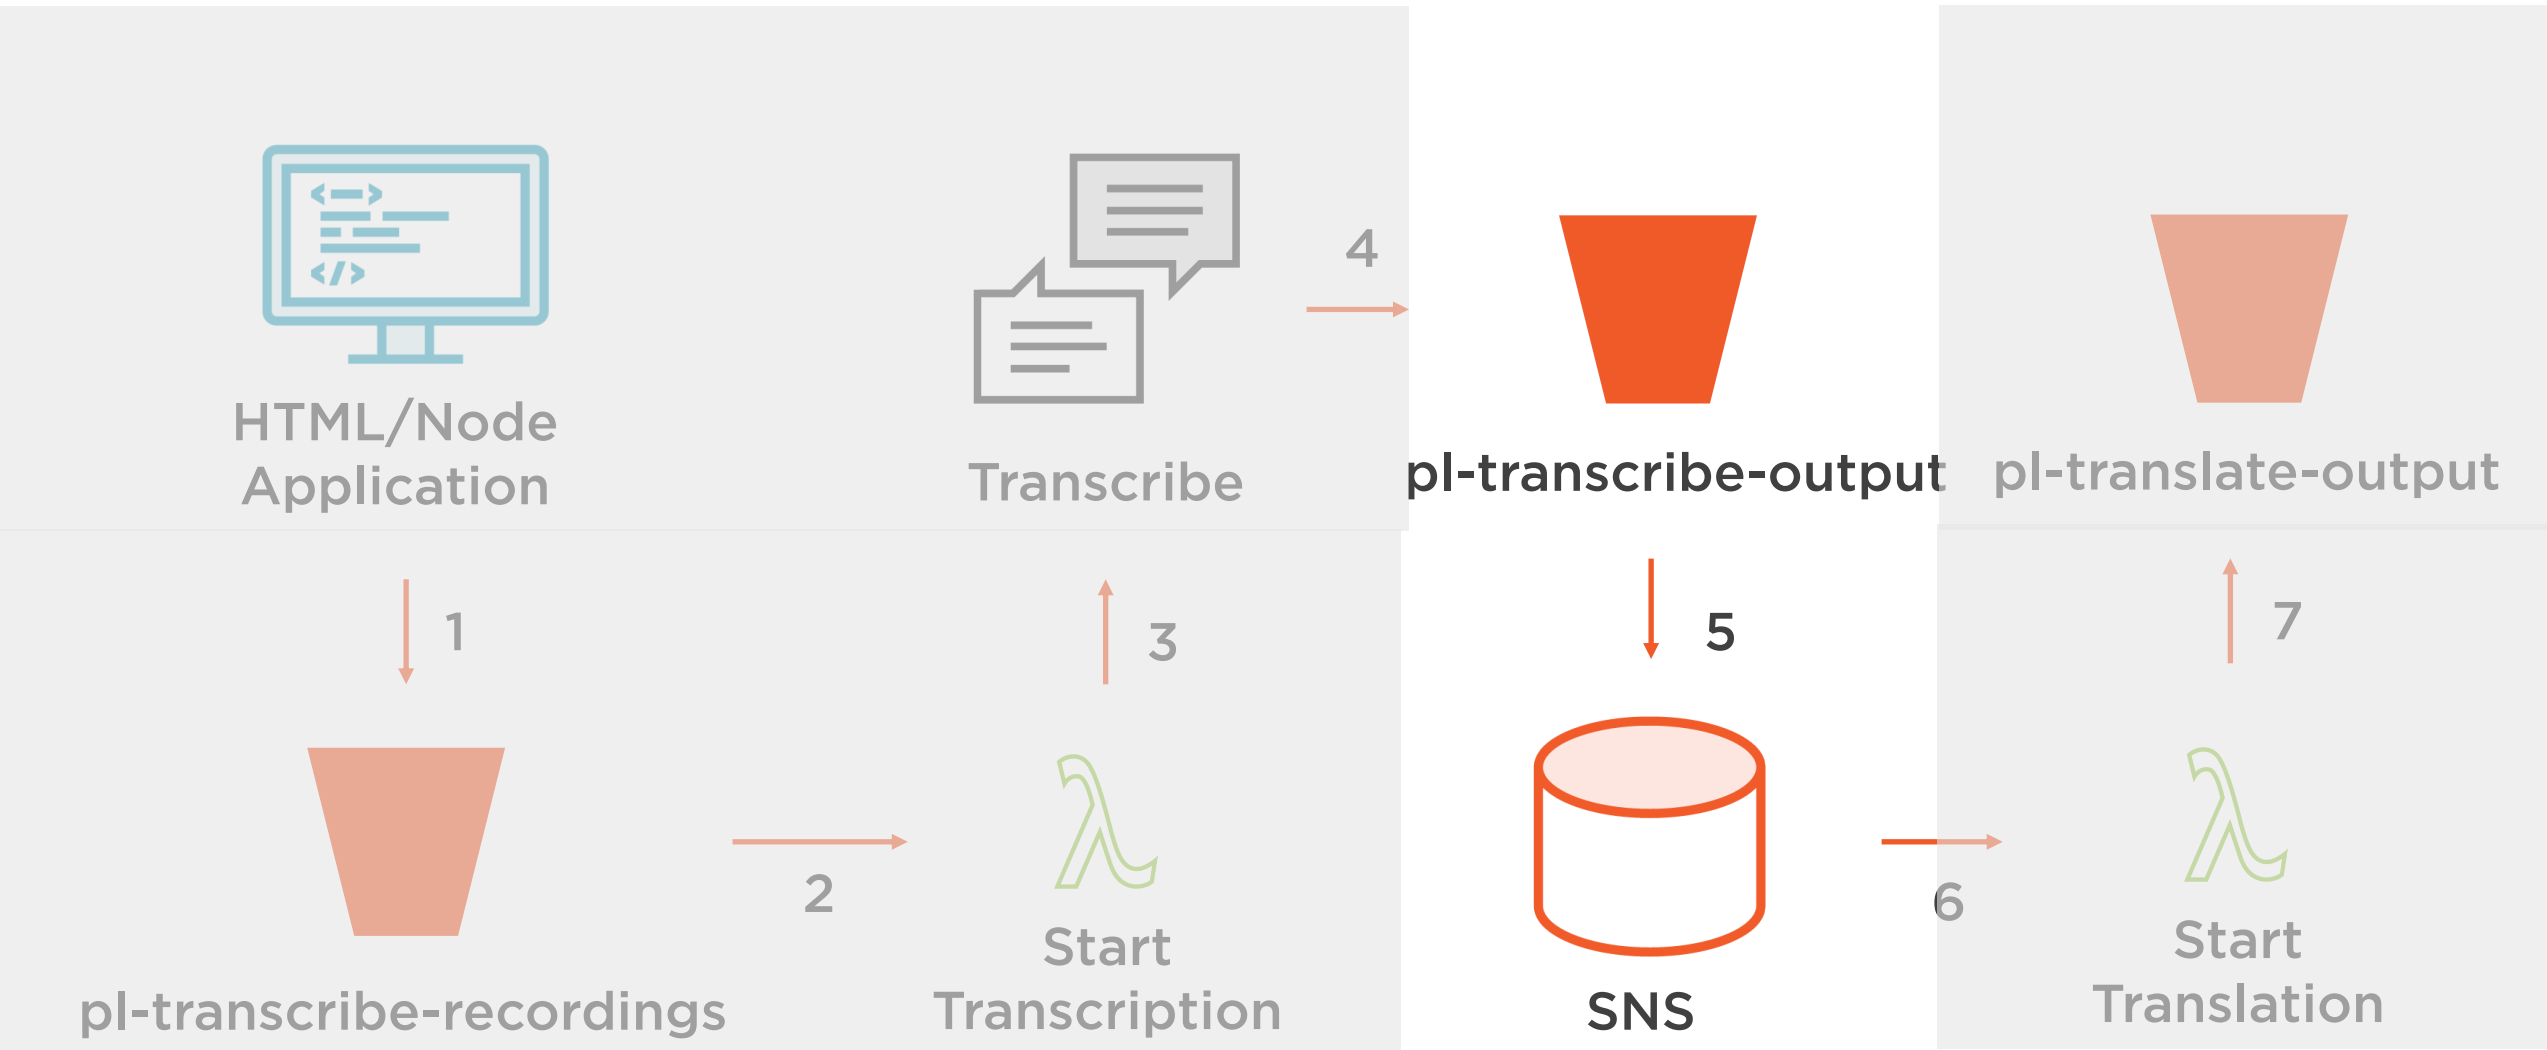 HTML/Node
Application
Transcribe
4
pl-transcribe-output
pl-translate-output
1
3
5
7
2
6
pl-transcribe-recordings
Start
Transcription
SNS
Start
Translation